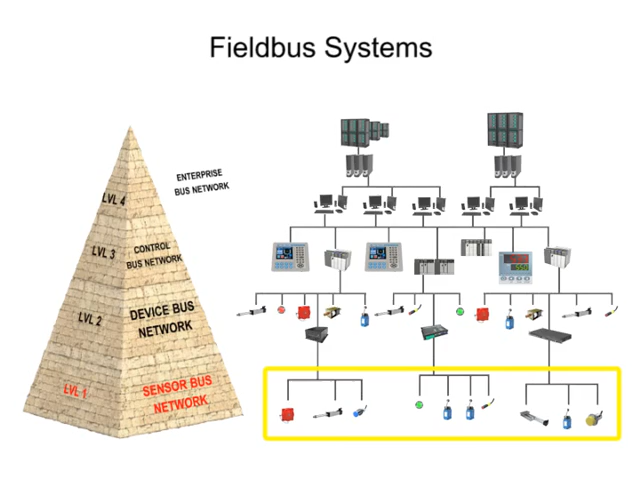 Fieldbus Systems
LVL 4
ENTERPRISE
BUS NETWORK
LVL 3
CONTROL
BUS NETWORK
LVL 2
DEVICE BUS
NETWORK
LVL 1
SENSOR BUS
NETWORK